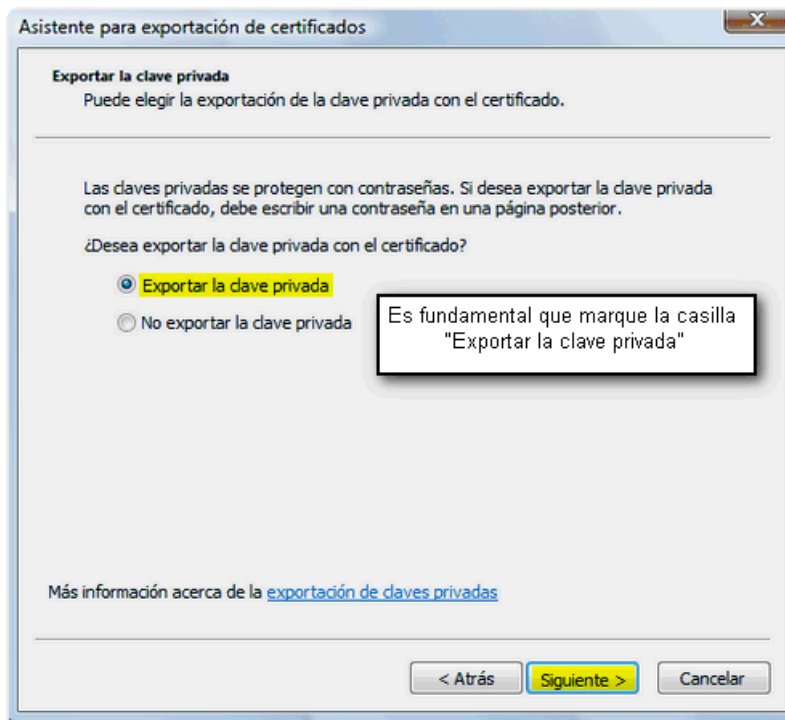 Asistente para exportación de certificados
X
Exportar la clave privada
Puede elegir la exportación de la clave privada con el certificado.
Las claves privadas se protegen con contraseñas. Si desea exportar la clave privada
con el certificado, debe escribir una contraseña en una página posterior.
¿Desea exportar la clave privada con el certificado?
Exportar la clave privada
No exportar la clave privada
Es fundamental que marque la casilla
"Exportar la clave privada"
Más información acerca de la exportación de claves privadas
< Atrás Siguiente > Cancelar